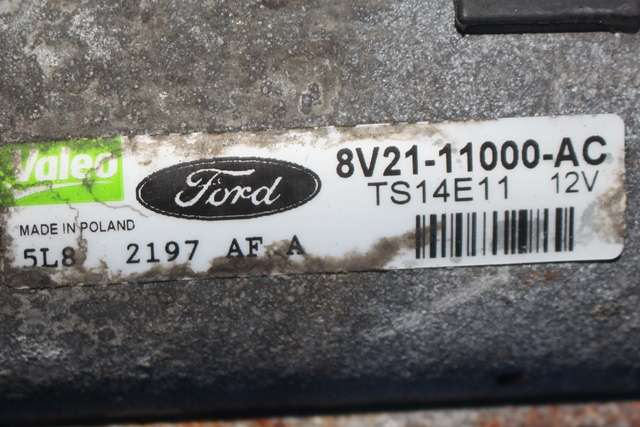 Valeo
Ford
8V21-11000-AC
TS14E11 12V
MADE IN POLAND
5L8 2197 AF A